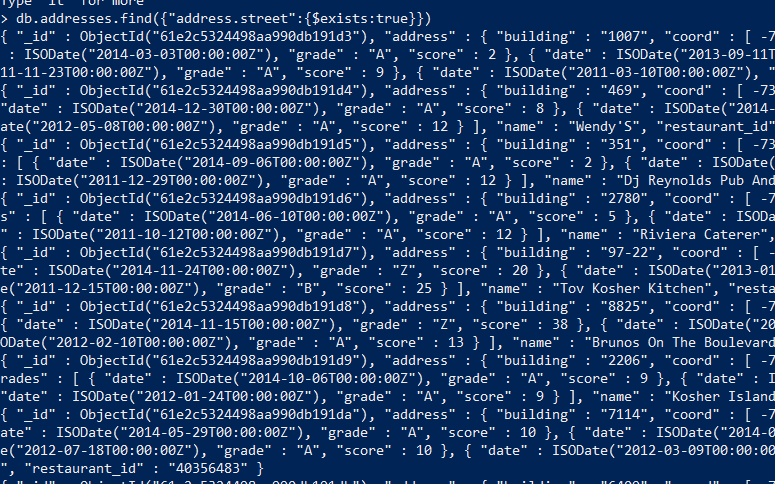 Type "it" for more
> db.addresses.find({"address.street":{$exists:true}})
{ "_id" : ObjectId("61e2c5324498aa990db191d3"), "address" : { "building" : "1007", "coord" : [ -7
 : ISODate("2014-03-03T00:00:00Z"), "grade" : "A", "score" : 2 }, { "date" : ISODate("2013-09-11T
11-11-23T00:00:00Z"), "grade" : "A", "score" : 9 }, { "date" : ISODate("2011-03-10T00:00:00Z"), "
{ "_id" : ObjectId("61e2c5324498aa990db191d4"), "address" : { "building" : "469", "coord" : [ -73
"date" : ISODate("2014-12-30T00:00:00Z"), "grade" : "A", "score" : 8 }, { "date" : ISODate("2014-
ate("2012-05-08T00:00:00Z"), "grade" : "A", "score" : 12 } ], "name" : "Wendy'S", "restaurant_id"
{ "_id" : ObjectId("61e2c5324498aa990db191d5"), "address" : { "building" : "351", "coord" : [ -73
: [ { "date" : ISODate("2014-09-06T00:00:00Z"), "grade" : "A", "score" : 2 }, { "date" : ISODate(
: ISODate("2011-12-29T00:00:00Z"), "grade" : "A", "score" : 12 } ], "name" : "Dj Reynolds Pub And
{ "_id" : ObjectId("61e2c5324498aa990db191d6"), "address" : { "building" : "2780", "coord" : [ -7
s" : [ { "date" : ISODate("2014-06-10T00:00:00Z"), "grade" : "A", "score" : 5 }, { "date" : ISODa
" : ISODate("2011-10-12T00:00:00Z"), "grade" : "A", "score" : 12 } ], "name" : "Riviera Caterer",
{ "_id" : ObjectId("61e2c5324498aa990db191d7"), "address" : { "building" : "97-22", "coord" : [ -
te" : ISODate("2014-11-24T00:00:00Z"), "grade" : "Z", "score" : 20 }, { "date" : ISODate("2013-01
e("2011-12-15T00:00:00Z"), "grade" : "B", "score" : 25 } ], "name" : "Tov Kosher Kitchen", "resta
{ "_id" : ObjectId("61e2c5324498aa990db191d8"), "address" : { "building" : "8825", "coord" : [ -7
{ "date" : ISODate("2014-11-15T00:00:00Z"), "grade" : "Z", "score" : 38 }, { "date" : ISODate("20
ODate("2012-02-10T00:00:00Z"), "grade" : "A", "score" : 13 } ], "name" : "Brunos On The Boulevard
{ "_id" : ObjectId("61e2c5324498aa990db191d9"), "address" : { "building" : "2206", "coord" : [ -7
rades" : [ { "date" : ISODate("2014-10-06T00:00:00Z"), "grade" : "A", "score" : 9 }, { "date" : I
"date" : ISODate("2012-01-24T00:00:00Z"), "grade" : "A", "score" : 9 } ], "name" : "Kosher Island
{ "_id" : ObjectId("61e2c5324498aa990db191da"), "address" : { "building" : "7114", "coord" : [ -7
ate" : ISODate("2014-05-29T00:00:00Z"), "grade" : "A", "score" : 10 }, { "date" : ISODate("2014-0
e("2012-07-18T00:00:00Z"), "grade" : "A", "score" : 10 }, { "date" : ISODate("2012-03-09T00:00:00
", "restaurant_id" : "40356483" }